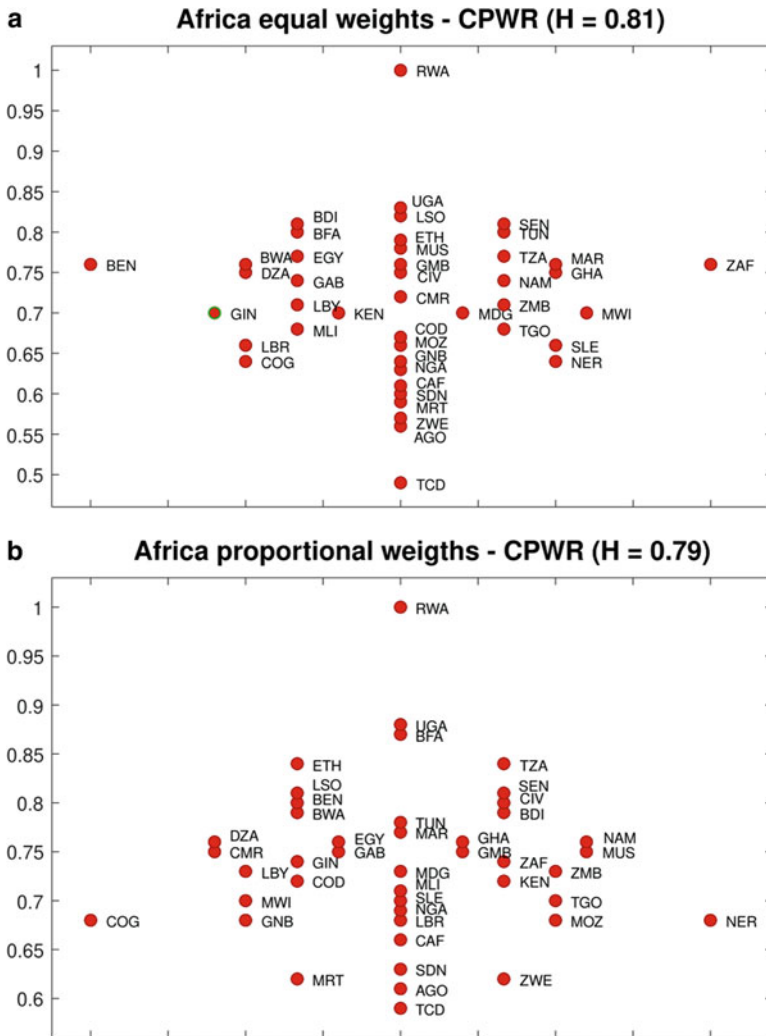 a Africa equal weights - CPWR (H = 0.81)
1 RWA
0.95
0.9
0.85
UGA
BDI LSO SEN
0.8 BFA ETH TUN
MUS
BEN BWA EGY GMB TZA MAR ZAF
0.75 DZA CIV GHA
GAB NAM
CMR
LBY ZMB
0.7 GIN KEN MDG MWI
MLI COD TGO
LBR MOZ SLE
0.65 COG GNB NER
NGA
CAF
0.6 SDN
MRT
ZWE
0.55 AGO
0.5
TCD
b Africa proportional weigths - CPWR (H = 0.79)
1 RWA
0.95
0.9
UGA
BFA
0.85 ETH TZA
LSO SEN
0.8 BEN CIV
BWA BDI
TUN
DZA EGY MAR GHA NAM
0.75 CMR GAB GMB MUS
GIN ZAF
LBY MDG ZMB
COD MLI KEN
0.7 MWI SLE TGO
NGA
COG GNB LBR MOZ NER
CAF
0.65
SDN
MRT ZWE
AGO
0.6 TCD